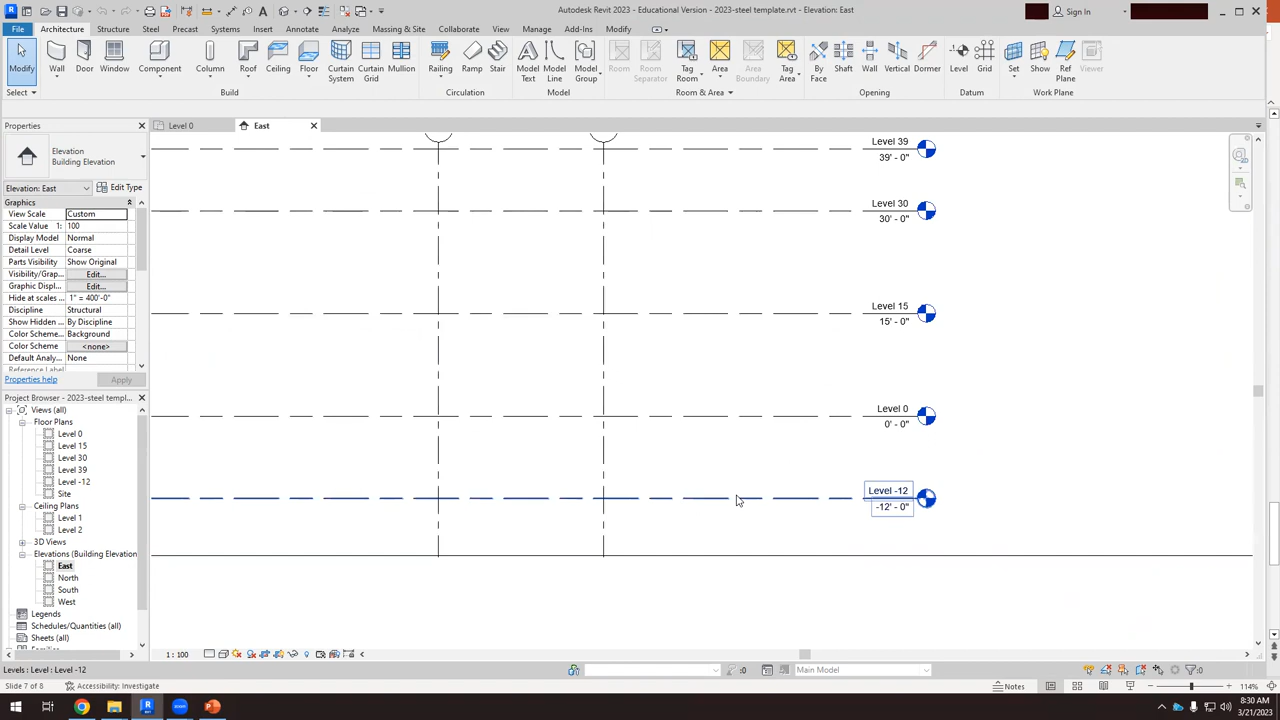 Autodesk Revit 2023 - Educational Version - 2023-steel template.rvt - Elevation: East
Sign In
File Architecture Structure Steel Precast Systems Insert Annotate Analyze Massing & Site Collaborate View Manage Add-Ins Modify
Modify Wall Door Window Component Column Roof Ceiling Floor Curtain System Curtain Grid Mullion Railing Ramp Stair Model Text Model Line Model Group Room Room Separator Tag Room Area Area Boundary Tag Area By Face Shaft Wall Vertical Dormer Level Grid Set Show Ref Plane Viewer
Select Build Circulation Model Room & Area Opening Datum Work Plane
Properties
Level 0 East
Elevation
Building Elevation
Elevation: East Edit Type
Graphics
View Scale Custom
Scale Value 1: 100
Display Model Normal
Detail Level Coarse
Parts Visibility Show Original
Visibility/Grap... Edit...
Graphic Displ... Edit...
Hide at scales ... 1" = 400'-0"
Discipline Structural
Show Hidden ... By Discipline
Color Scheme... Background
Color Scheme <none>
Default Analy... None
Reference Label
Properties help Apply
Project Browser - 2023-steel templ...
Views (all)
Floor Plans
Level 0
Level 15
Level 30
Level 39
Level -12
Site
Ceiling Plans
Level 1
Level 2
3D Views
Elevations (Building Elevation
East
North
South
West
Legends
Schedules/Quantities (all)
Sheets (all)
Families
Level 39
39' - 0"
Level 30
30' - 0"
Level 15
15' - 0"
Level 0
0' - 0"
Level -12
-12' - 0"
1 : 100
Levels : Level : Level -12
:0 Main Model :0
Slide 7 of 8 Accessibility: Investigate Notes 114%
8:30 AM
3/21/2023